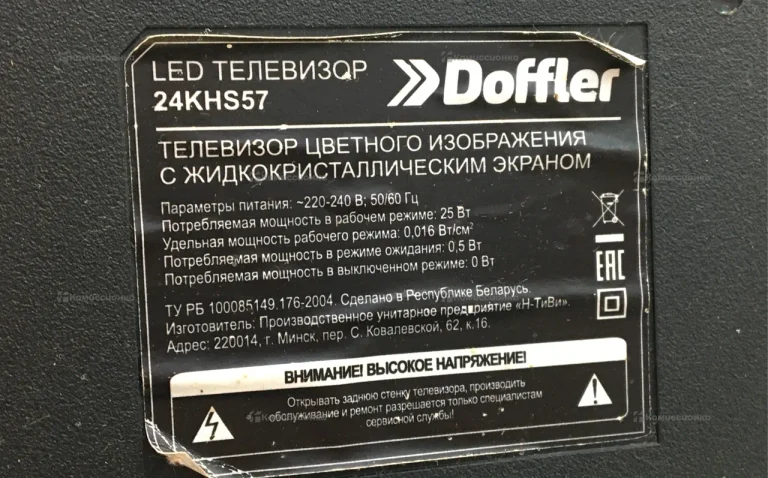 LED ТЕЛЕВИЗОР
24KHS57
Doffler
ТЕЛЕВИЗОР ЦВЕТНОГО ИЗОБРАЖЕНИЯ
С ЖИДКОКРИСТАЛЛИЧЕСКИМ ЭКРАНОМ
Параметры питания: ~220-240 В; 50/60 Гц
Потребляемая мощность в рабочем режиме: 25 Вт
Удельная мощность рабочего режима: 0,016 Вт/см²
Потребляемая мощность в режиме ожидания: 0,5 Вт
Потребляемая мощность в выключенном режиме: 0 Вт
EAC
ТУ РБ 100085149.176-2004. Сделано в Республике Беларусь.
Изготовитель: Производственное унитарное предприятие «Н-ТиВи».
Адрес: 220014, г. Минск, пер. С. Ковалевской, 62, к.16.
ВНИМАНИЕ! ВЫСОКОЕ НАПРЯЖЕНИЕ!
Открывать заднюю стенку телевизора, производить
обслуживание и ремонт разрешается только специалистам
сервисной службы!
Комиссионка